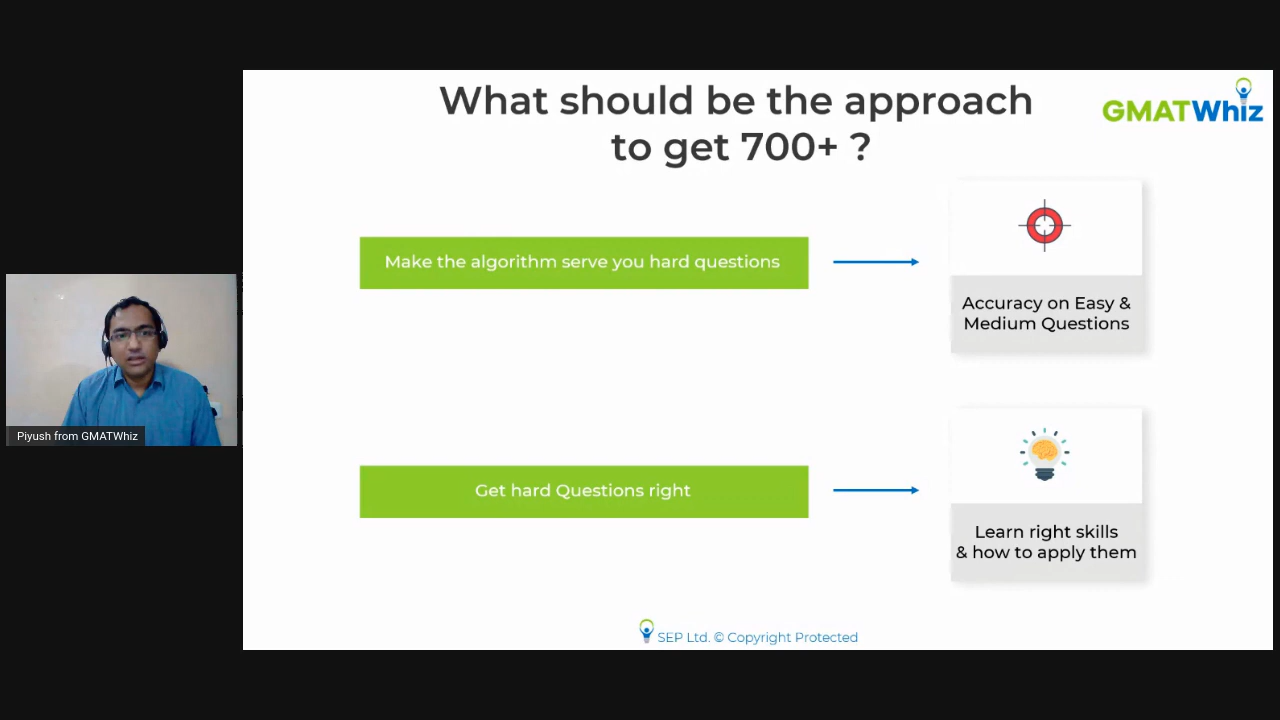 What should be the approach
to get 700+ ?
GMATWhiz
Make the algorithm serve you hard questions
Accuracy on Easy &
Medium Questions
Piyush from GMATWhiz
Get hard Questions right
Learn right skills
& how to apply them
SEP Ltd. © Copyright Protected